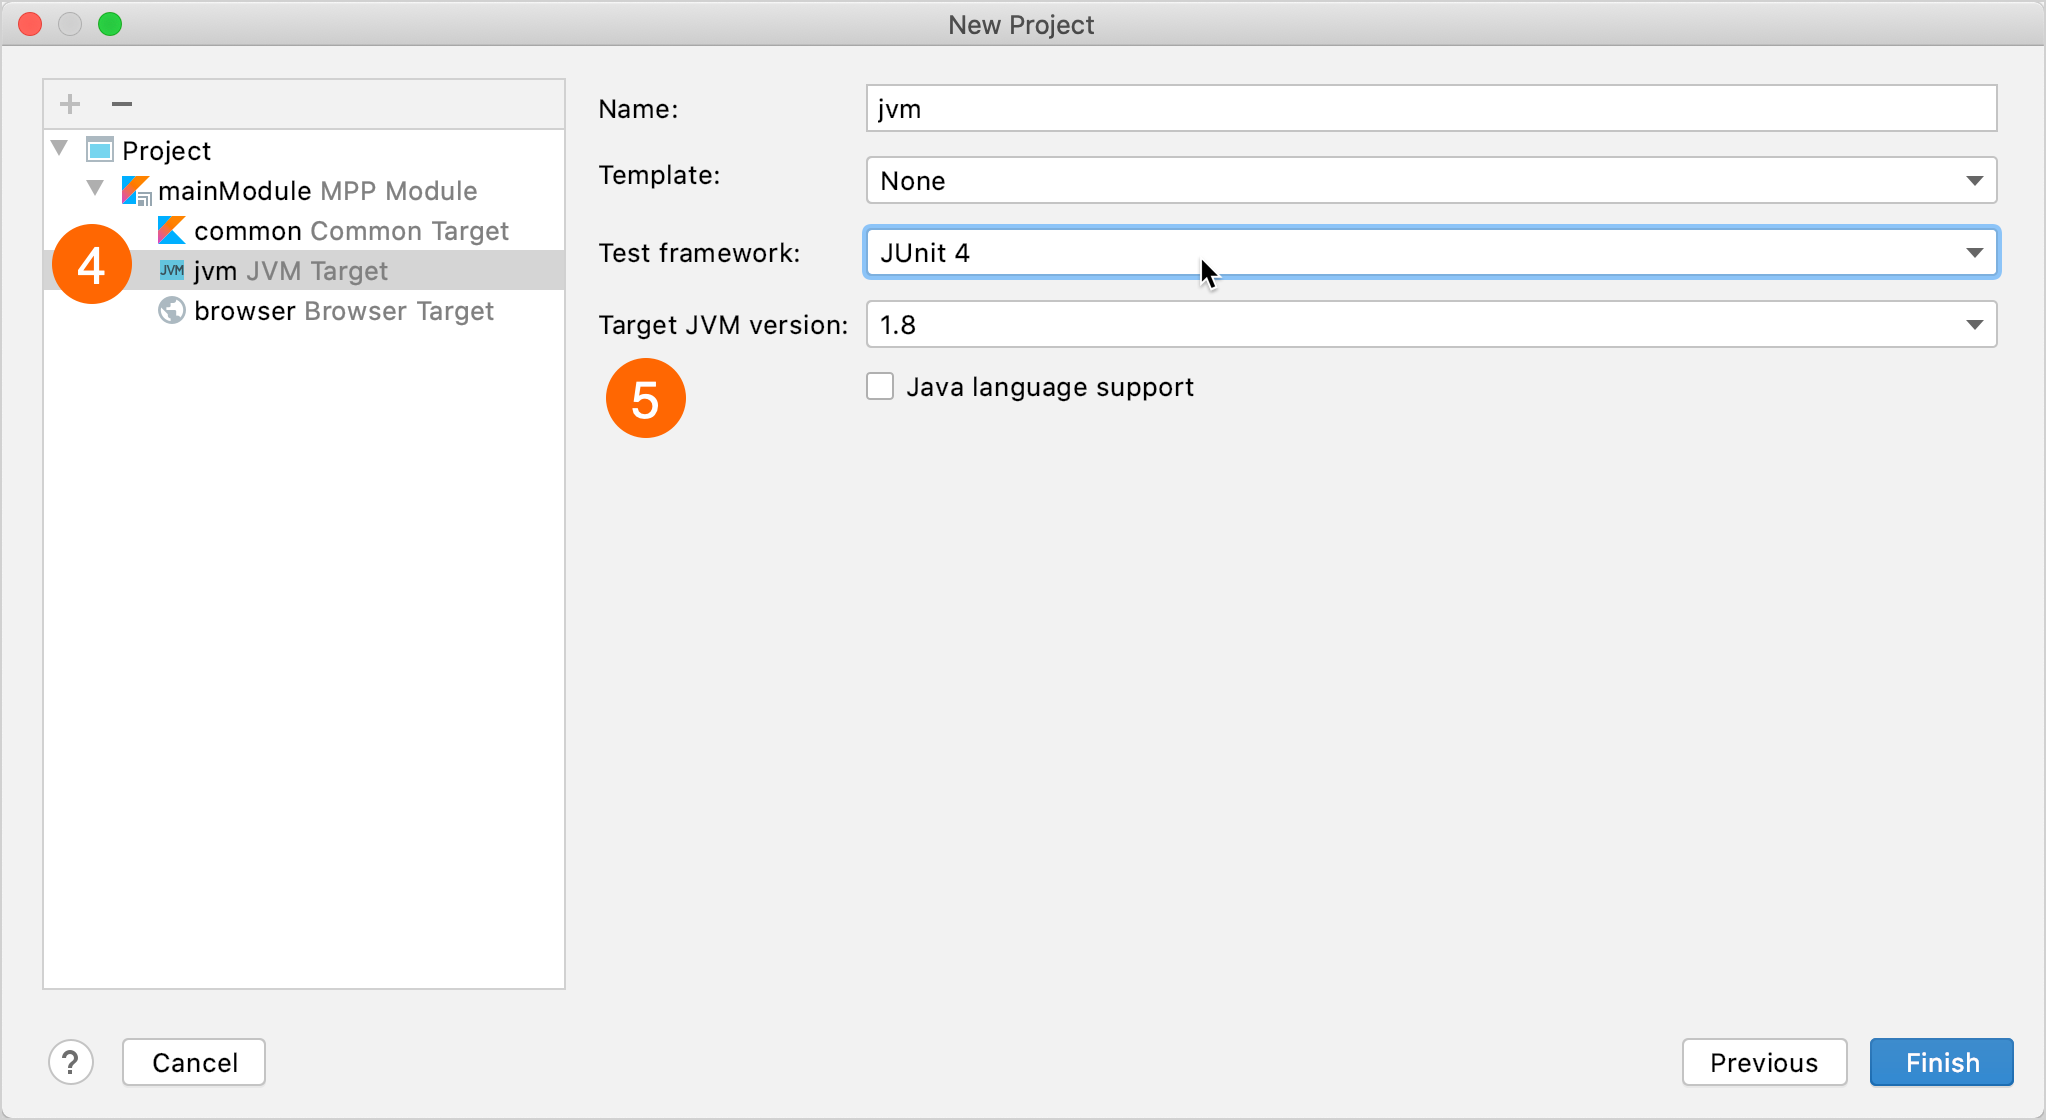 New Project
Project
mainModule MPP Module
common Common Target
4
JVM jvm JVM Target
browser Browser Target
Name: jvm
Template: None
Test framework: JUnit 4
Target JVM version: 1.8
5
Java language support
? Cancel Previous Finish